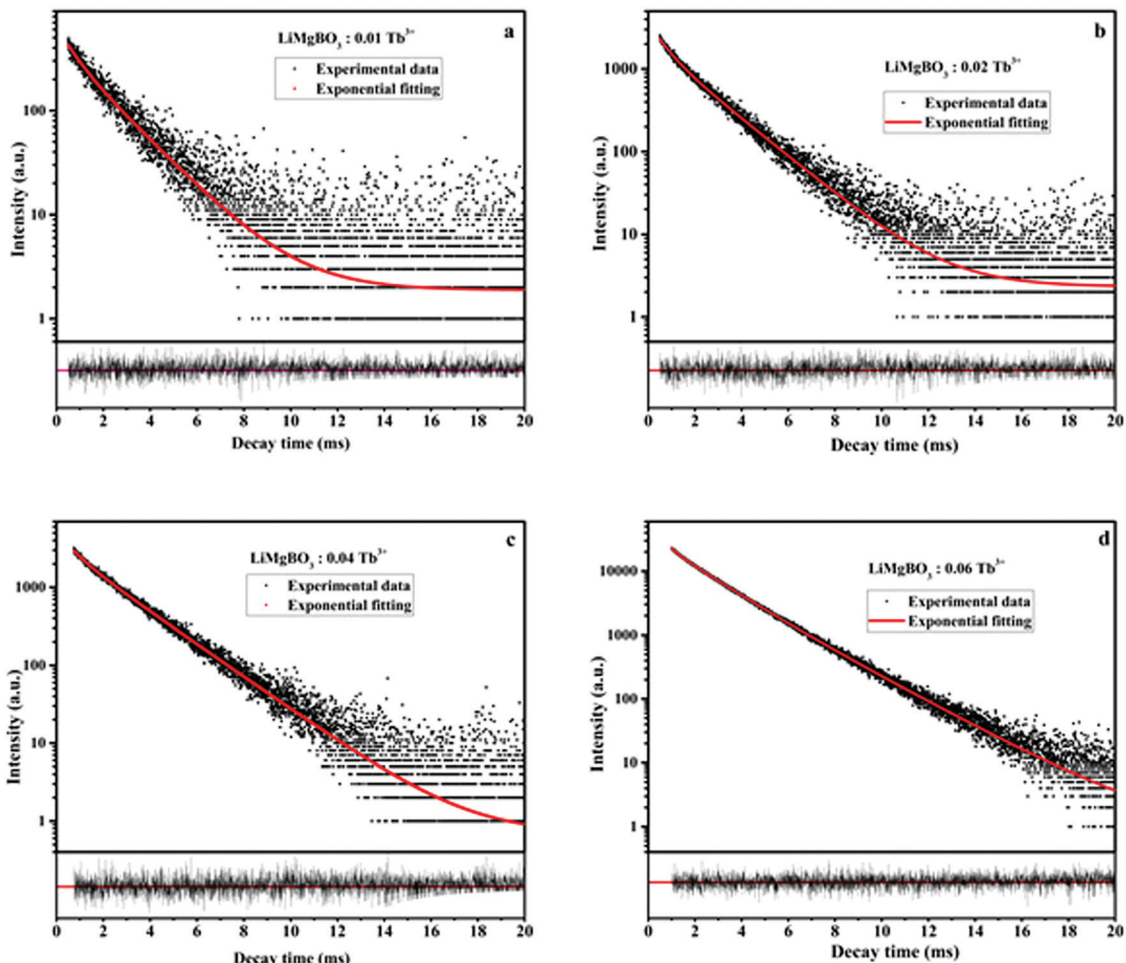 a
LiMgBO₃ : 0.01 Tb³⁺
Experimental data
Exponential fitting
100
10
1
Intensity (a.u.)
0 2 4 6 8 10 12 14 16 18 20
Decay time (ms)
b
LiMgBO₃ : 0.02 Tb³⁺
Experimental data
Exponential fitting
1000
100
10
1
Intensity (a.u.)
0 2 4 6 8 10 12 14 16 18 20
Decay time (ms)
c
LiMgBO₃ : 0.04 Tb³⁺
Experimental data
Exponential fitting
1000
100
10
1
Intensity (a.u.)
0 2 4 6 8 10 12 14 16 18 20
Decay time (ms)
d
LiMgBO₃ : 0.06 Tb³⁺
Experimental data
Exponential fitting
10000
1000
100
10
1
Intensity (a.u.)
0 2 4 6 8 10 12 14 16 18 20
Decay time (ms)